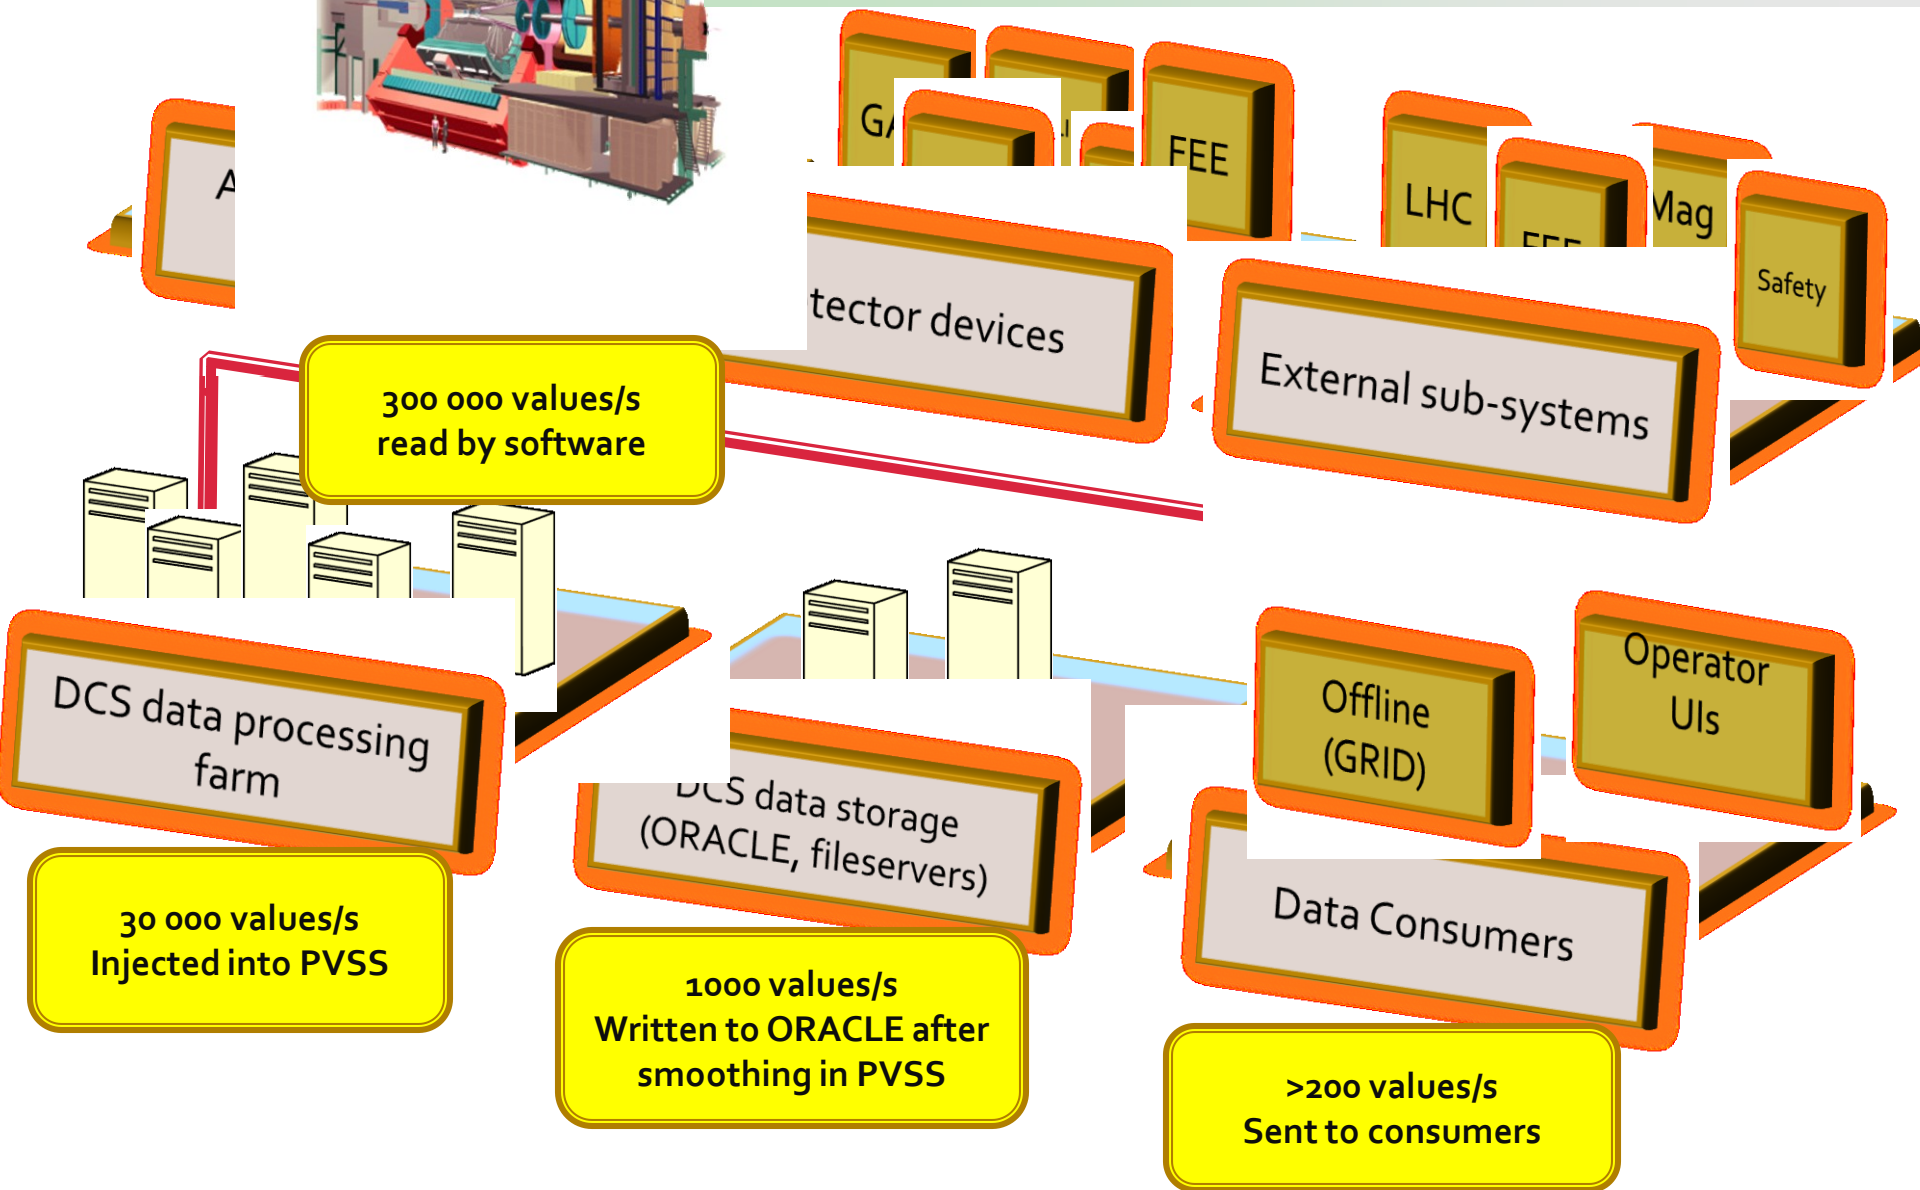 FEE
LHC
Mag
Safety
tector devices
External sub-systems
300 000 values/s
read by software
Offline
(GRID)
Operator
UIs
DCS data processing
farm
DCS data storage
(ORACLE, fileservers)
Data Consumers
30 000 values/s
Injected into PVSS
1000 values/s
Written to ORACLE after
smoothing in PVSS
>200 values/s
Sent to consumers